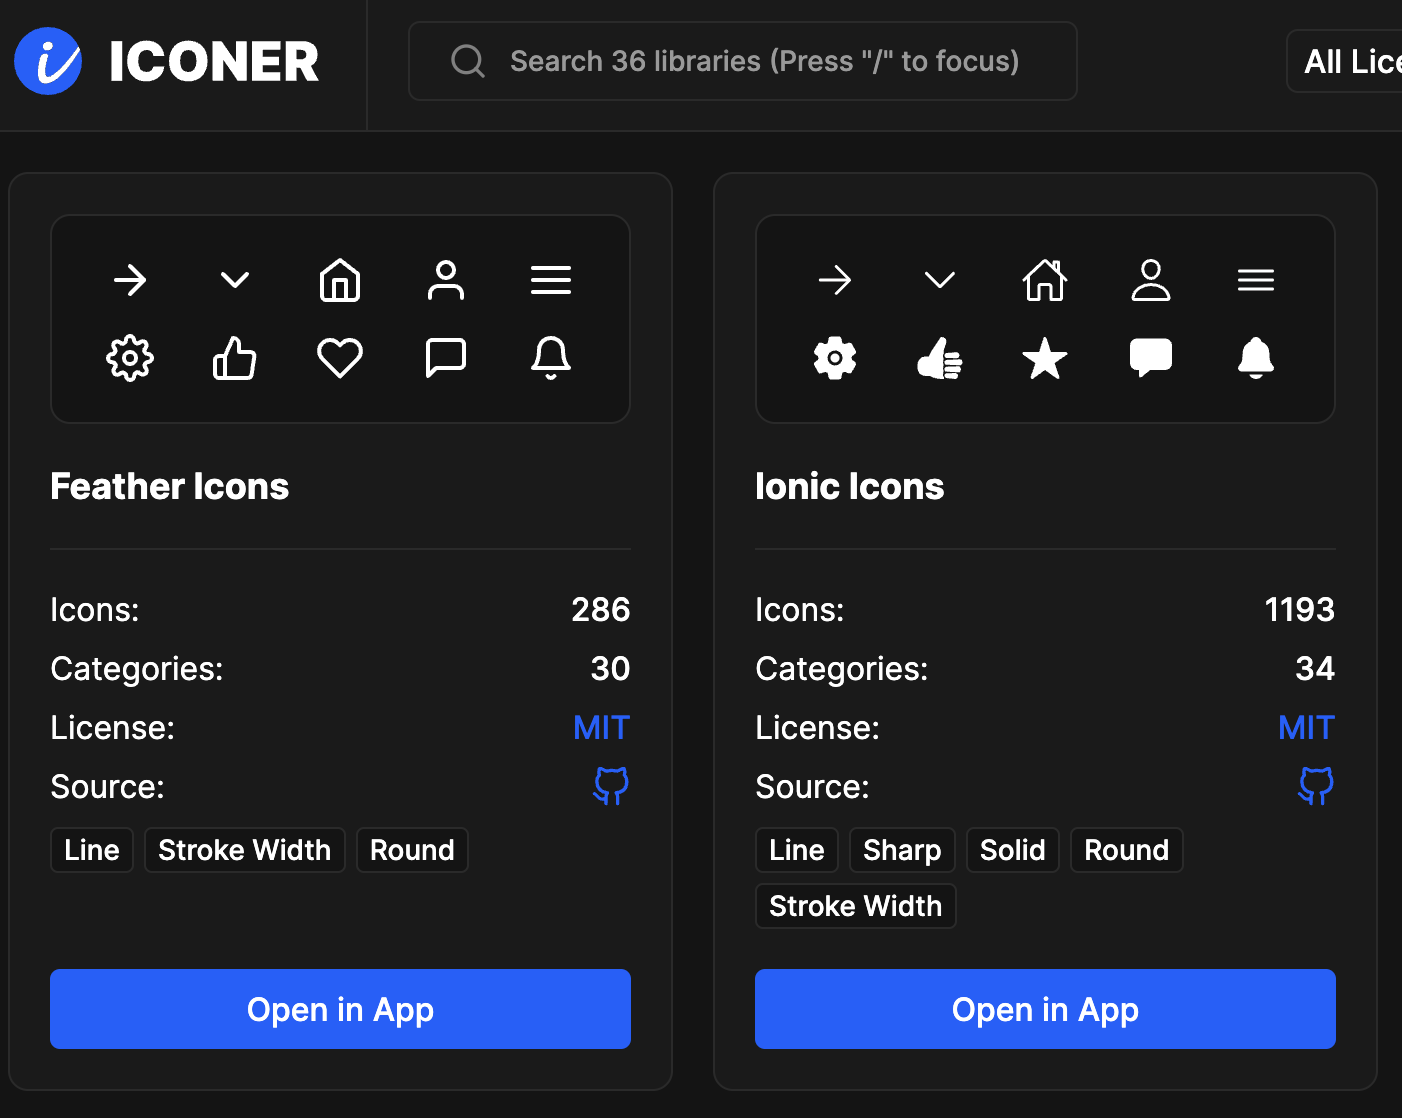 ICONER
Search 36 libraries (Press "/" to focus)
All Lice
Feather Icons
Icons: 286
Categories: 30
License: MIT
Source:
Line Stroke Width Round
Open in App
Ionic Icons
Icons: 1193
Categories: 34
License: MIT
Source:
Line Sharp Solid Round
Stroke Width
Open in App